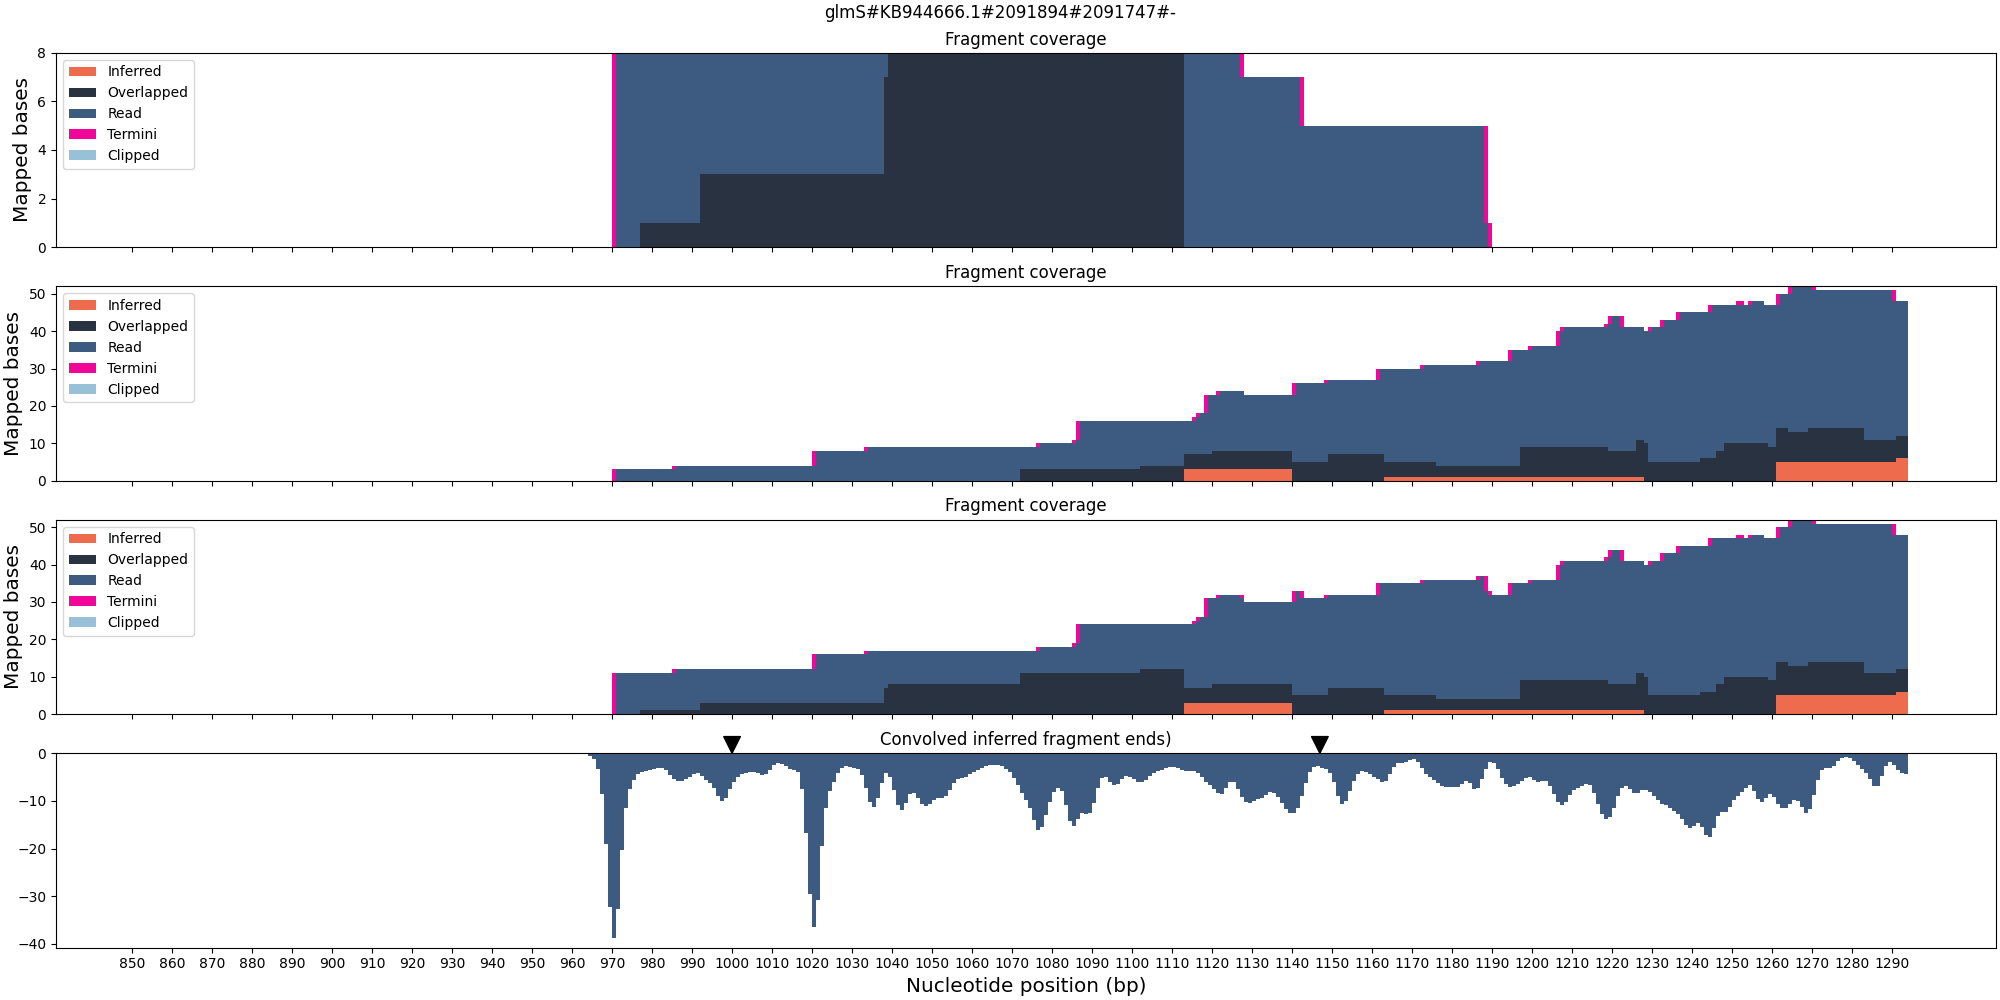 glmS#KB944666.1#2091894#2091747#-
Fragment coverage
Mapped bases
8
6
4
2
0
Inferred
Overlapped
Read
Termini
Clipped
Fragment coverage
Mapped bases
50
40
30
20
10
0
Inferred
Overlapped
Read
Termini
Clipped
Fragment coverage
Mapped bases
50
40
30
20
10
0
Inferred
Overlapped
Read
Termini
Clipped
Convolved inferred fragment ends)
0
−10
−20
−30
−40
850 860 870 880 890 900 910 920 930 940 950 960 970 980 990 1000 1010 1020 1030 1040 1050 1060 1070 1080 1090 1100 1110 1120 1130 1140 1150 1160 1170 1180 1190 1200 1210 1220 1230 1240 1250 1260 1270 1280 1290
Nucleotide position (bp)